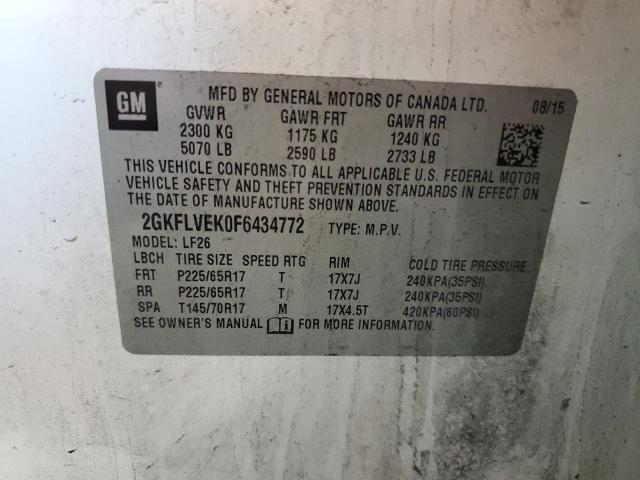 GM
MFD BY GENERAL MOTORS OF CANADA LTD. 08/15
GVWR GAWR FRT GAWR RR
2300 KG 1175 KG 1240 KG
5070 LB 2590 LB 2733 LB
THIS VEHICLE CONFORMS TO ALL APPLICABLE U.S. FEDERAL MOTOR
VEHICLE SAFETY AND THEFT PREVENTION STANDARDS IN EFFECT ON
THE DATE OF MANUFACTURE SHOWN ABOVE.
2GKFLVEK0F6434772 TYPE: M.P.V.
MODEL: LF26
LBCH TIRE SIZE SPEED RTG RIM COLD TIRE PRESSURE
FRT P225/65R17 T 17X7J 240KPA(35PSI)
RR P225/65R17 T 17X7J 240KPA(35PSI)
SPA T145/70R17 M 17X4.5T 420KPA(60PSI)
SEE OWNER'S MANUAL FOR MORE INFORMATION.